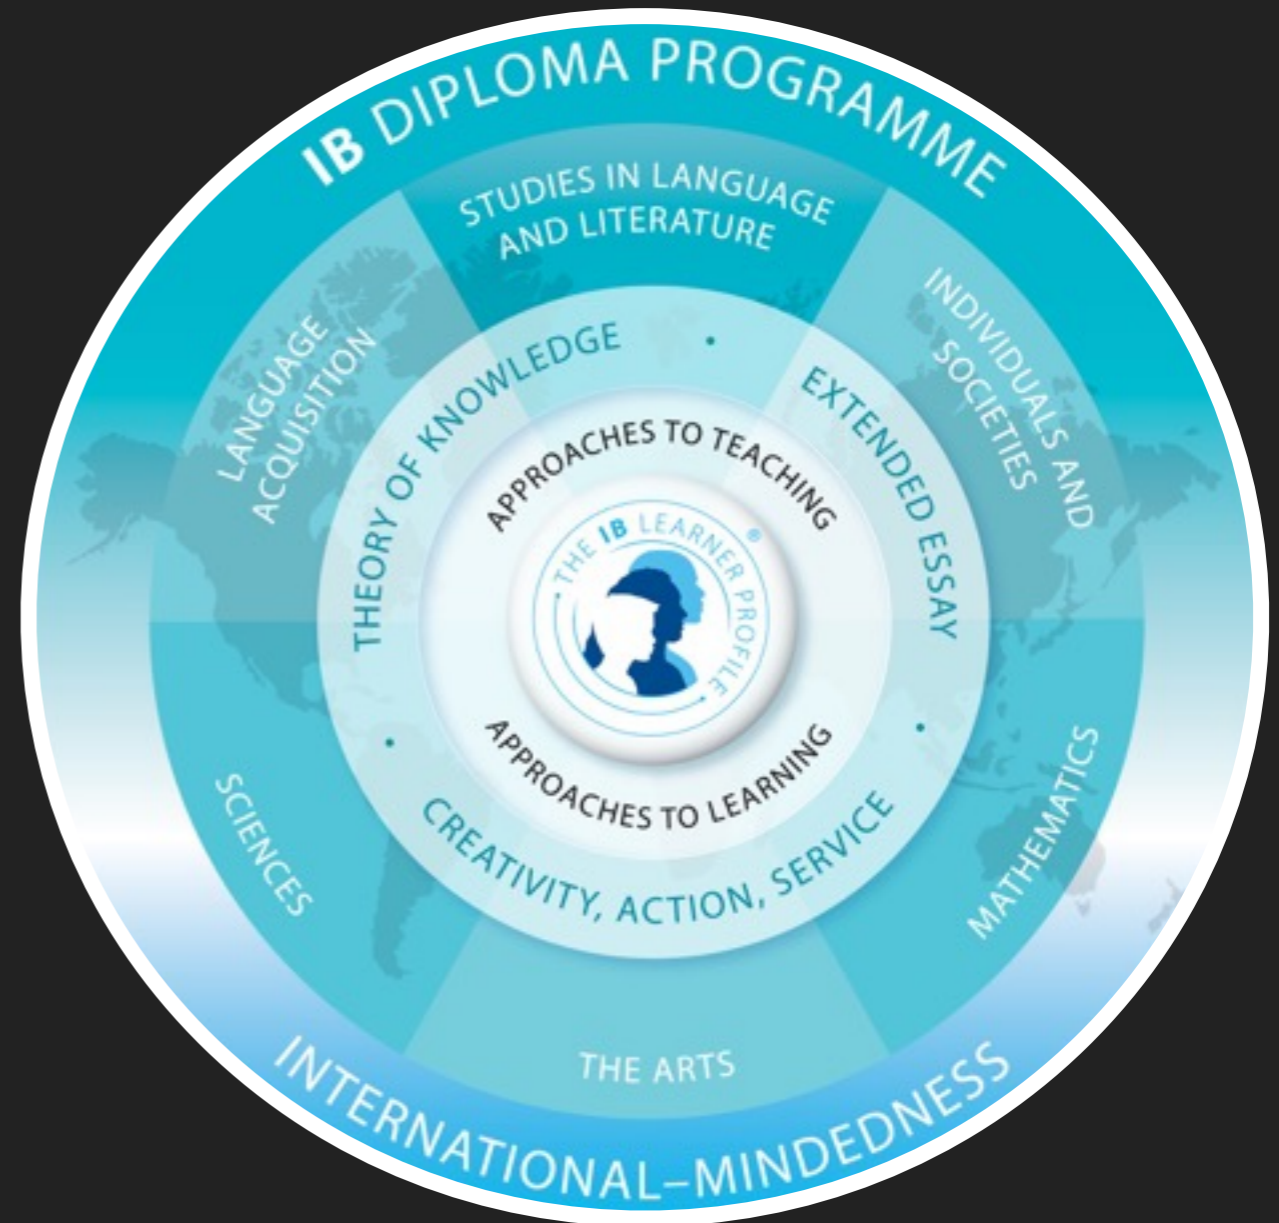 IB DIPLOMA PROGRAMME
STUDIES IN LANGUAGE
AND LITERATURE
LANGUAGE
ACQUISITION
INDIVIDUALS AND
SOCIETIES
THEORY OF KNOWLEDGE
EXTENDED ESSAY
APPROACHES TO TEACHING
THE IB LEARNER PROFILE
®
APPROACHES TO LEARNING
CREATIVITY, ACTION, SERVICE
SCIENCES
MATHEMATICS
THE ARTS
INTERNATIONAL–MINDEDNESS